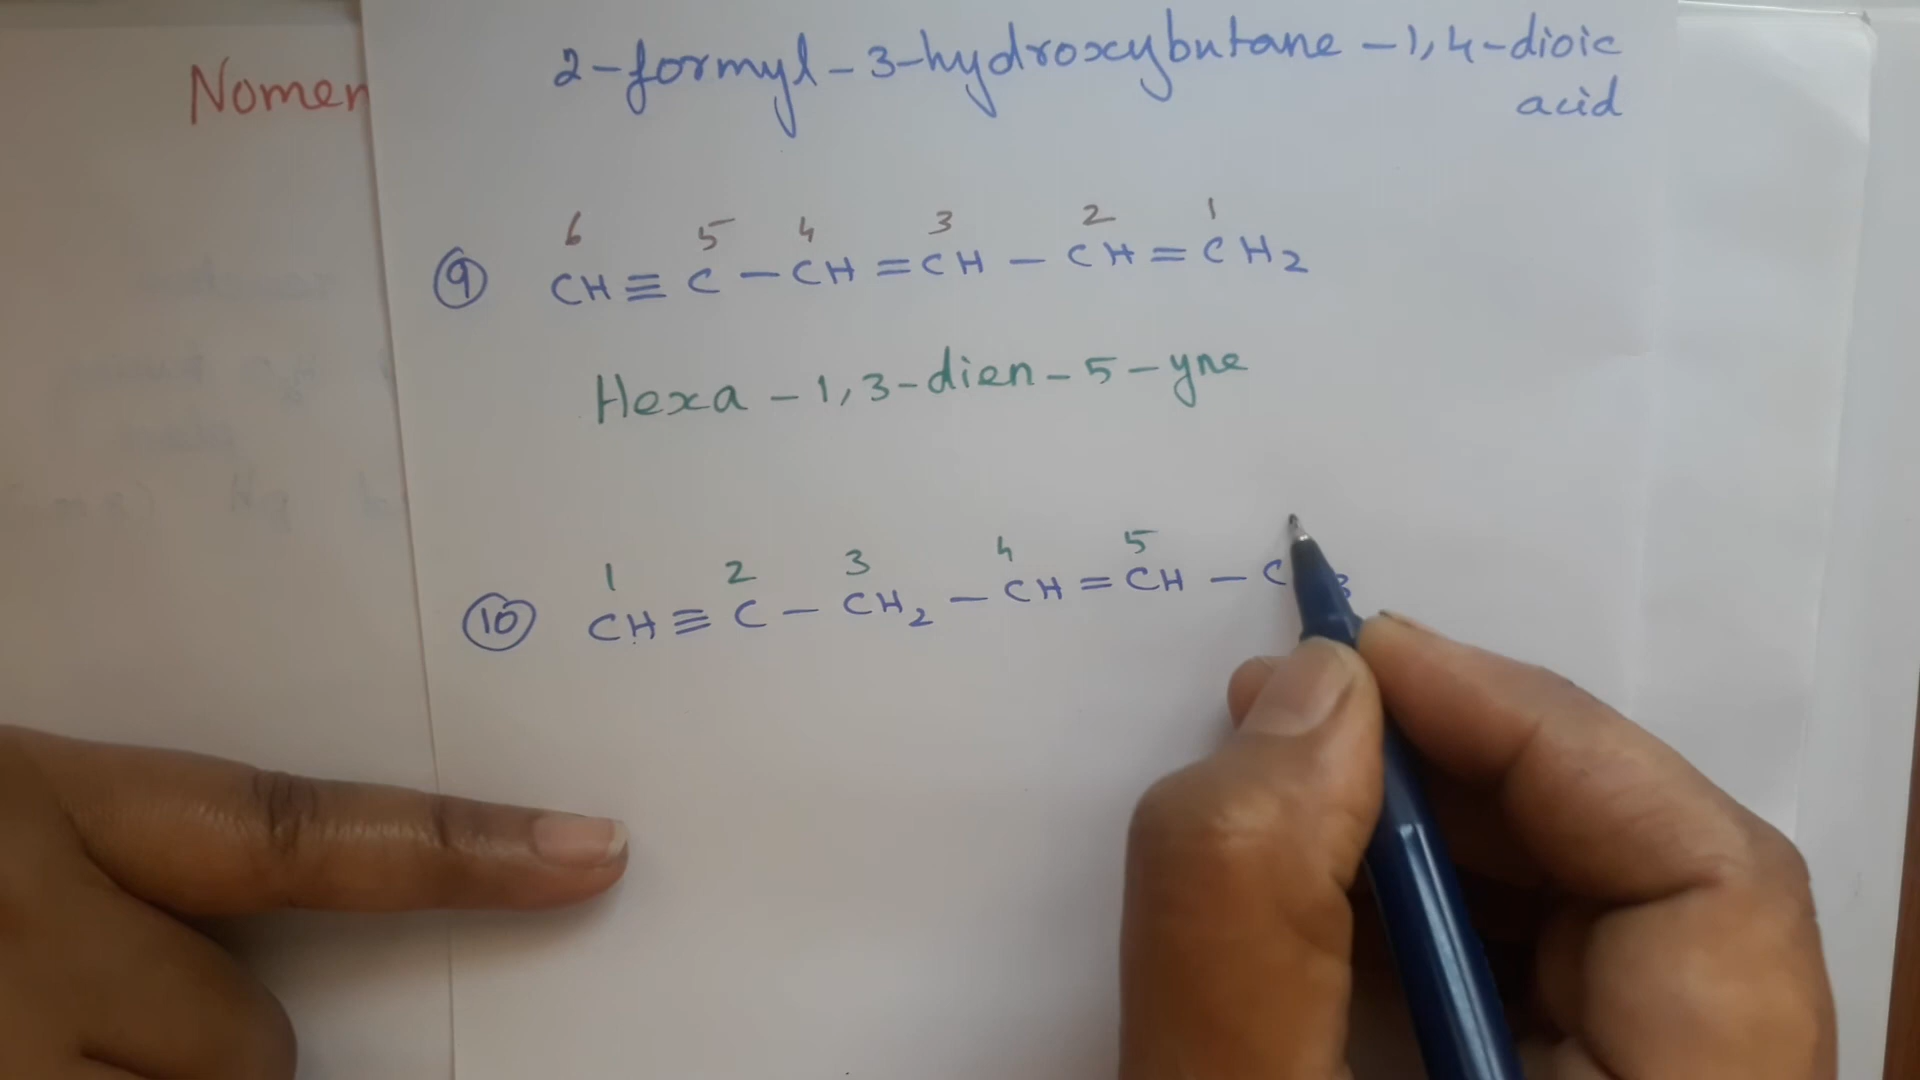 Nomen
2-formyl-3-hydroxybutane-1,4-dioic
acid
6 5 4 3 2 1
9 CH≡C-CH=CH-CH=CH2
Hexa-1,3-dien-5-yne
1 2 3 4 5
10 CH≡C-CH2-CH=CH-C 3